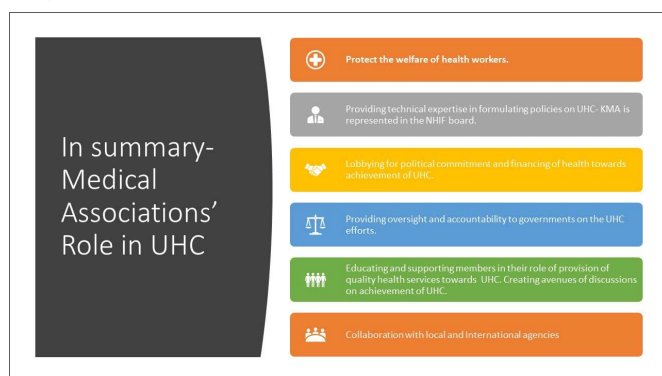 In summary-
Medical
Associations'
Role in UHC
Protect the welfare of health workers.
Providing technical expertise in formulating policies on UHC- KMA is
represented in the NHIF board.
Lobbying for political commitment and financing of health towards
achievement of UHC.
Providing oversight and accountability to governments on the UHC
efforts.
Educating and supporting members in their role of provision of
quality health services towards UHC. Creating avenues of discussions
on achievement of UHC.
Collaboration with local and International agencies